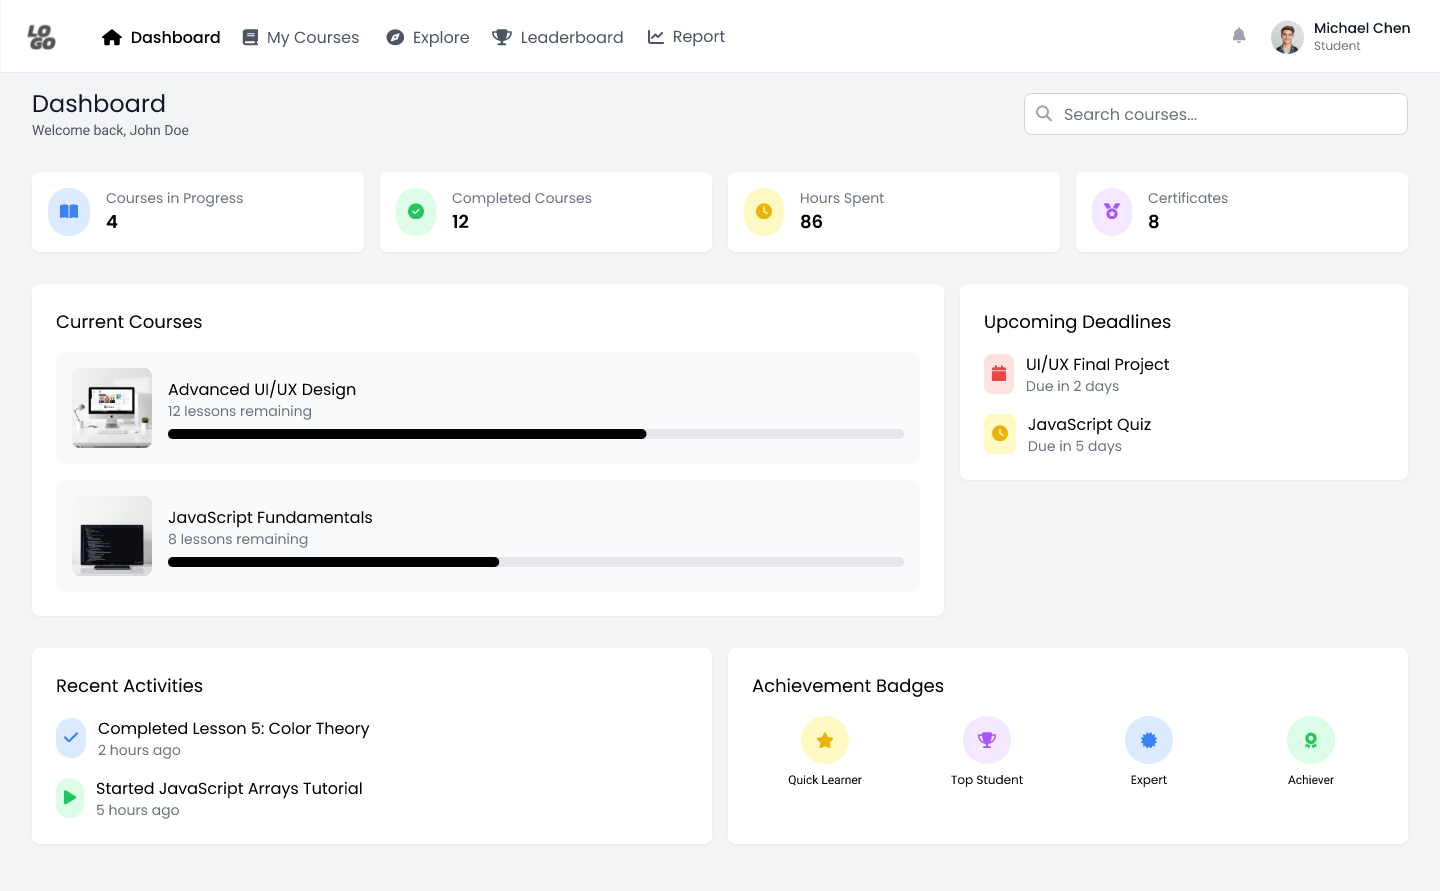 LO
GO
Dashboard
My Courses
Explore
Leaderboard
Report
Michael Chen
Student
Dashboard
Welcome back, John Doe
Search courses...
Courses in Progress
4
Completed Courses
12
Hours Spent
86
Certificates
8
Current Courses
Advanced UI/UX Design
12 lessons remaining
JavaScript Fundamentals
8 lessons remaining
Upcoming Deadlines
UI/UX Final Project
Due in 2 days
JavaScript Quiz
Due in 5 days
Recent Activities
Completed Lesson 5: Color Theory
2 hours ago
Started JavaScript Arrays Tutorial
5 hours ago
Achievement Badges
Quick Learner
Top Student
Expert
Achiever